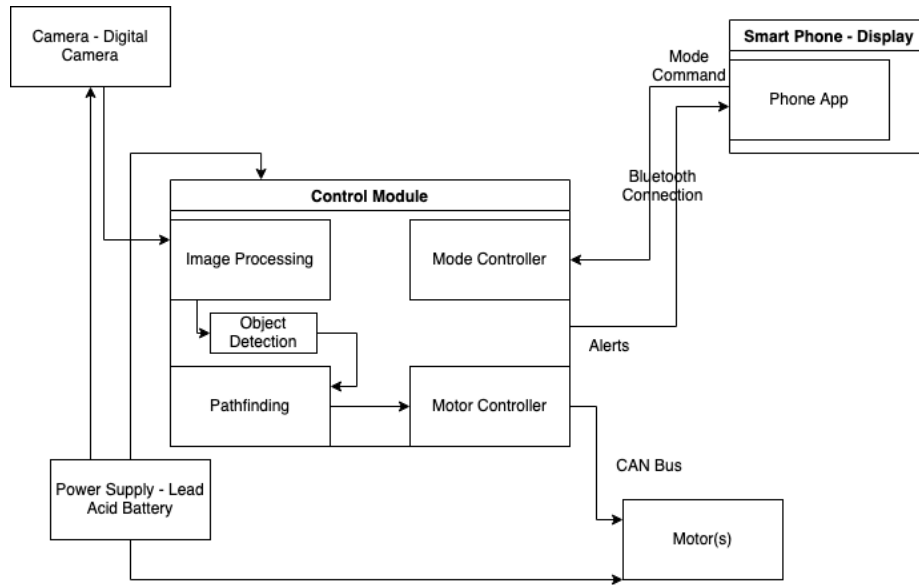 Camera - Digital
Camera
Smart Phone - Display
Mode
Command
Phone App
Bluetooth
Connection
Control Module
Image Processing
Mode Controller
Object
Detection
Alerts
Pathfinding
Motor Controller
CAN Bus
Power Supply - Lead
Acid Battery
Motor(s)